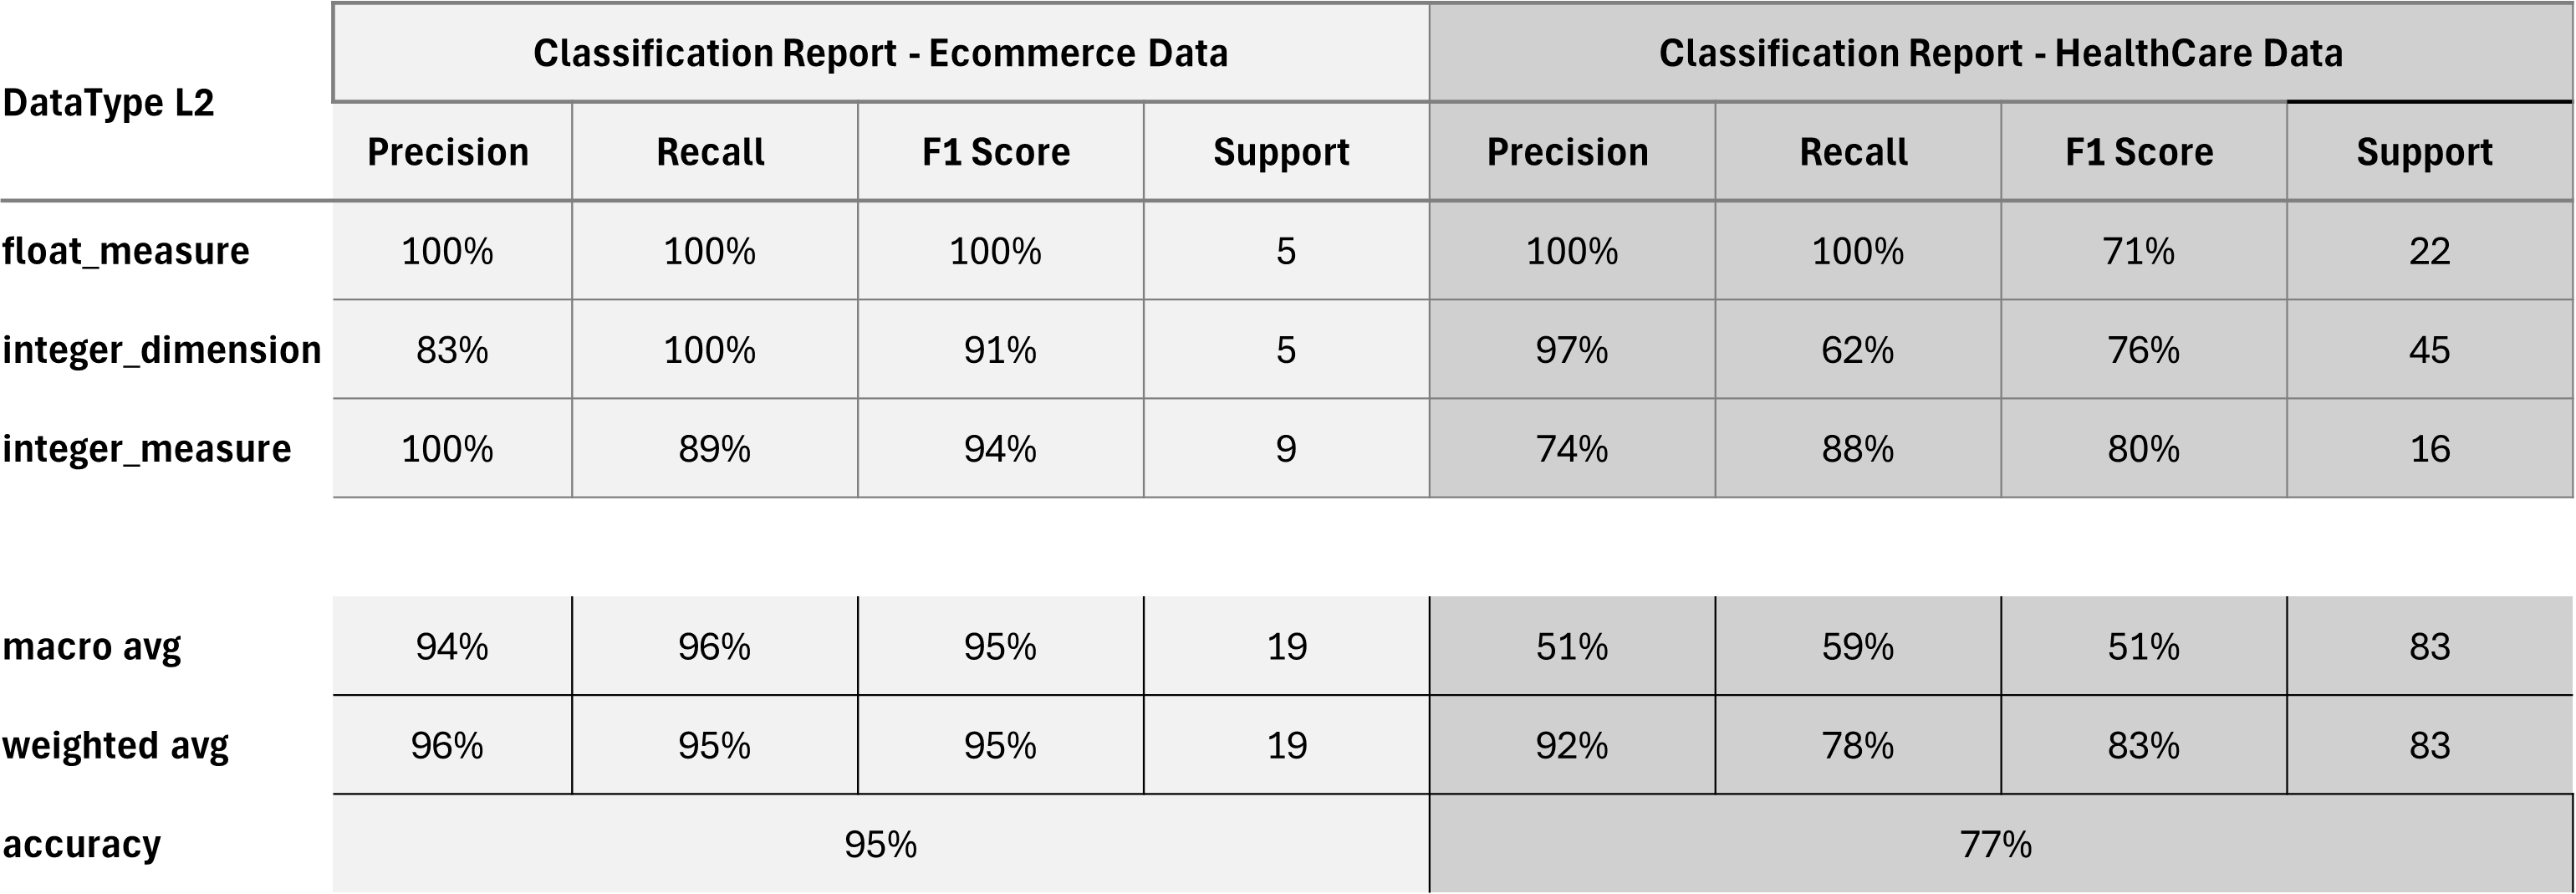 Classification Report - Ecommerce Data Classification Report - HealthCare Data
DataType L2
Precision Recall F1 Score Support Precision Recall F1 Score Support
float_measure 100% 100% 100% 5 100% 100% 71% 22
integer_dimension 83% 100% 91% 5 97% 62% 76% 45
integer_measure 100% 89% 94% 9 74% 88% 80% 16
macro avg 94% 96% 95% 19 51% 59% 51% 83
weighted avg 96% 95% 95% 19 92% 78% 83% 83
accuracy 95% 77%